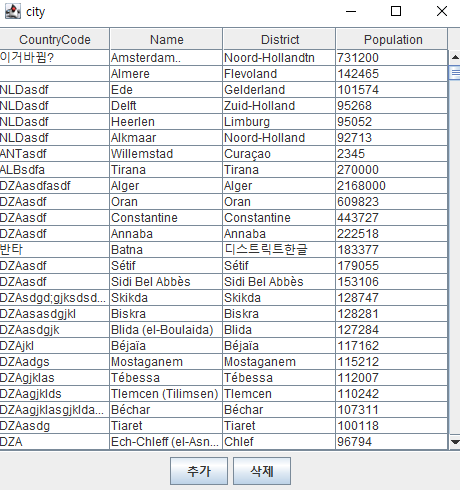 city
CountryCode Name District Population
이거바뀜? Amsterdam.. Noord-Hollandtn 731200
Almere Flevoland 142465
NLDasdf Ede Gelderland 101574
NLDasdf Delft Zuid-Holland 95268
NLDasdf Heerlen Limburg 95052
NLDasdf Alkmaar Noord-Holland 92713
ANTasdf Willemstad Curaçao 2345
ALBsdfa Tirana Tirana 270000
DZAasdfasdf Alger Alger 2168000
DZAasdf Oran Oran 609823
DZAasdf Constantine Constantine 443727
DZAasdf Annaba Annaba 222518
반타 Batna 디스트릭트한글 183377
DZAasdf Sétif Sétif 179055
DZAasdf Sidi Bel Abbès Sidi Bel Abbès 153106
DZAsdgd;gjksdsd... Skikda Skikda 128747
DZAasasdgjkl Biskra Biskra 128281
DZAasdgjk Blida (el-Boulaida) Blida 127284
DZAjkl Béjaïa Béjaïa 117162
DZAadgs Mostaganem Mostaganem 115212
DZAgjklas Tébessa Tébessa 112007
DZAagjklds Tlemcen (Tilimsen) Tlemcen 110242
DZAagjklasgjklda... Béchar Béchar 107311
DZAasdg Tiaret Tiaret 100118
DZA Ech-Chleff (el-Asn... Chlef 96794
추가 삭제